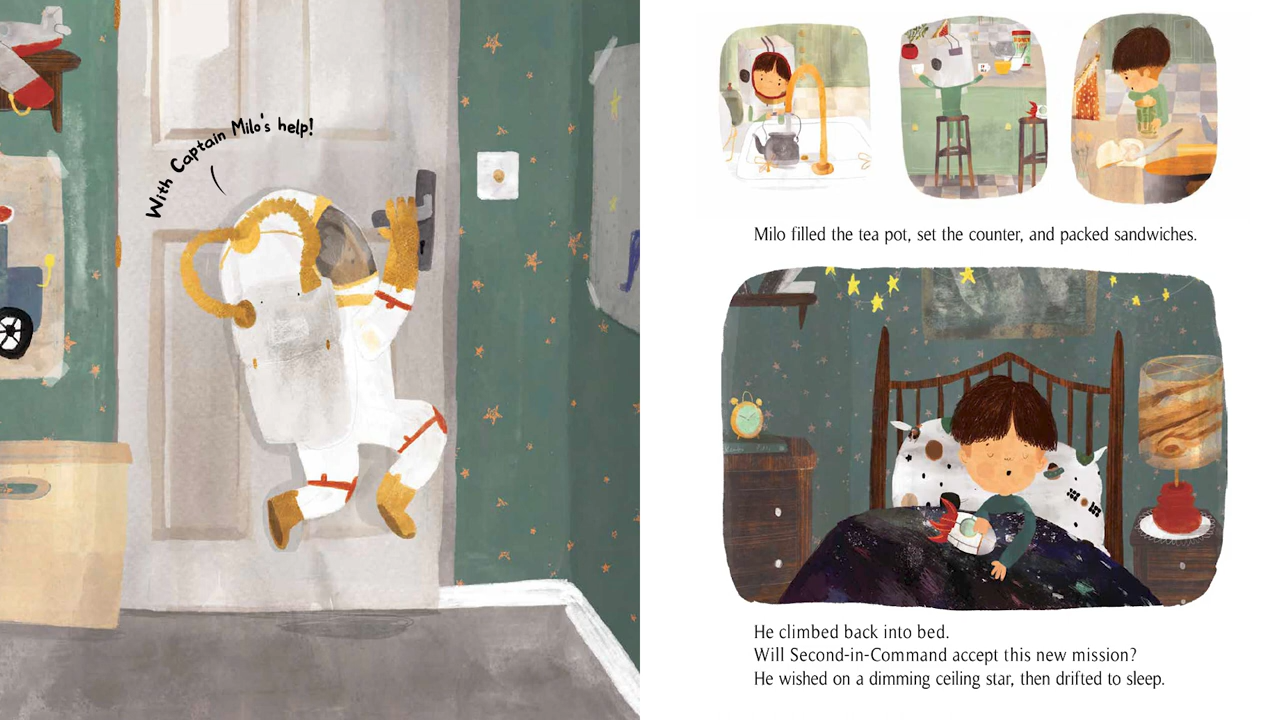 With Captain Milo's help!
Milo filled the tea pot, set the counter, and packed sandwiches.
He climbed back into bed.
Will Second-in-Command accept this new mission?
He wished on a dimming ceiling star, then drifted to sleep.